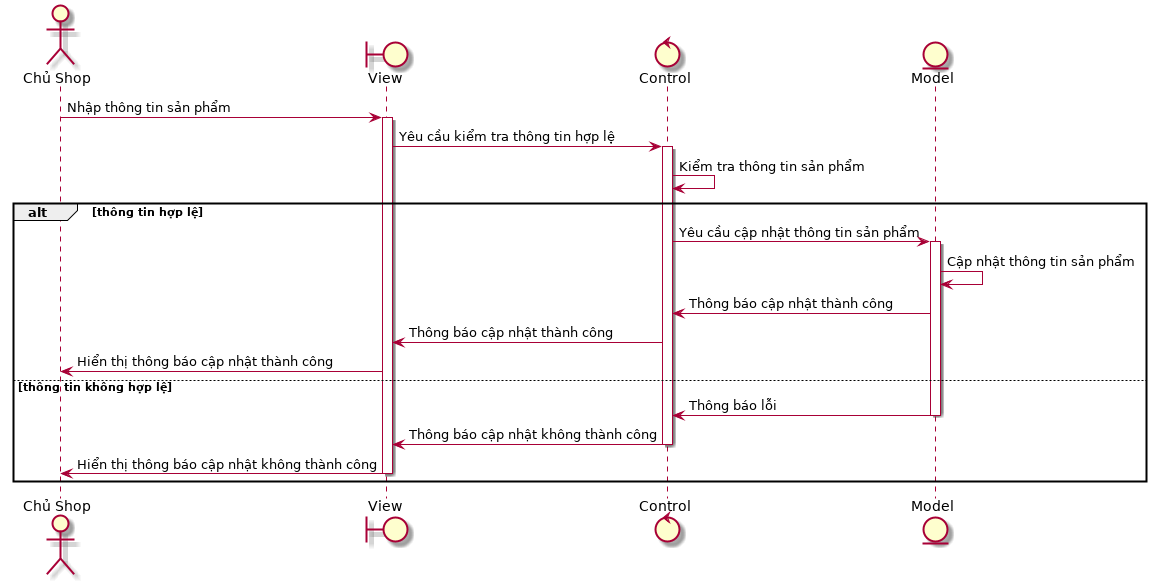 Chủ Shop
View
Control
Model
Nhập thông tin sản phẩm
Yêu cầu kiểm tra thông tin hợp lệ
Kiểm tra thông tin sản phẩm
alt [thông tin hợp lệ]
Yêu cầu cập nhật thông tin sản phẩm
Cập nhật thông tin sản phẩm
Thông báo cập nhật thành công
Thông báo cập nhật thành công
Hiển thị thông báo cập nhật thành công
[thông tin không hợp lệ]
Thông báo lỗi
Thông báo cập nhật không thành công
Hiển thị thông báo cập nhật không thành công
Chủ Shop
View
Control
Model